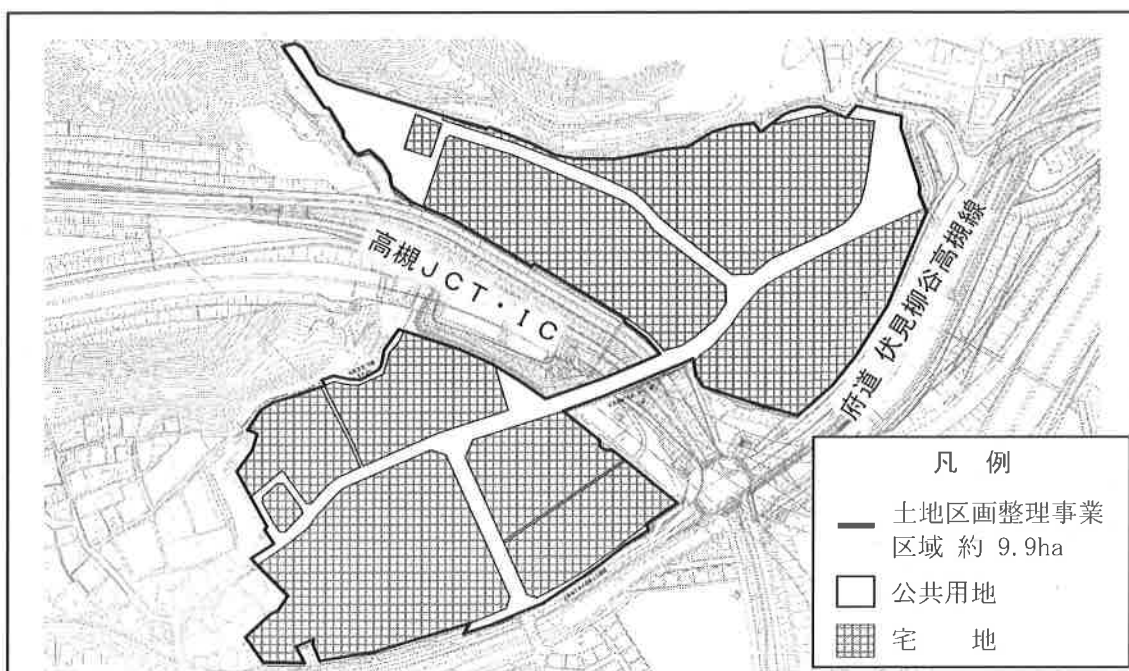 高槻JCT・IC
府道 伏見柳谷高槻線
凡 例
土地区画整理事業
区域 約 9.9ha
公共用地
宅 地